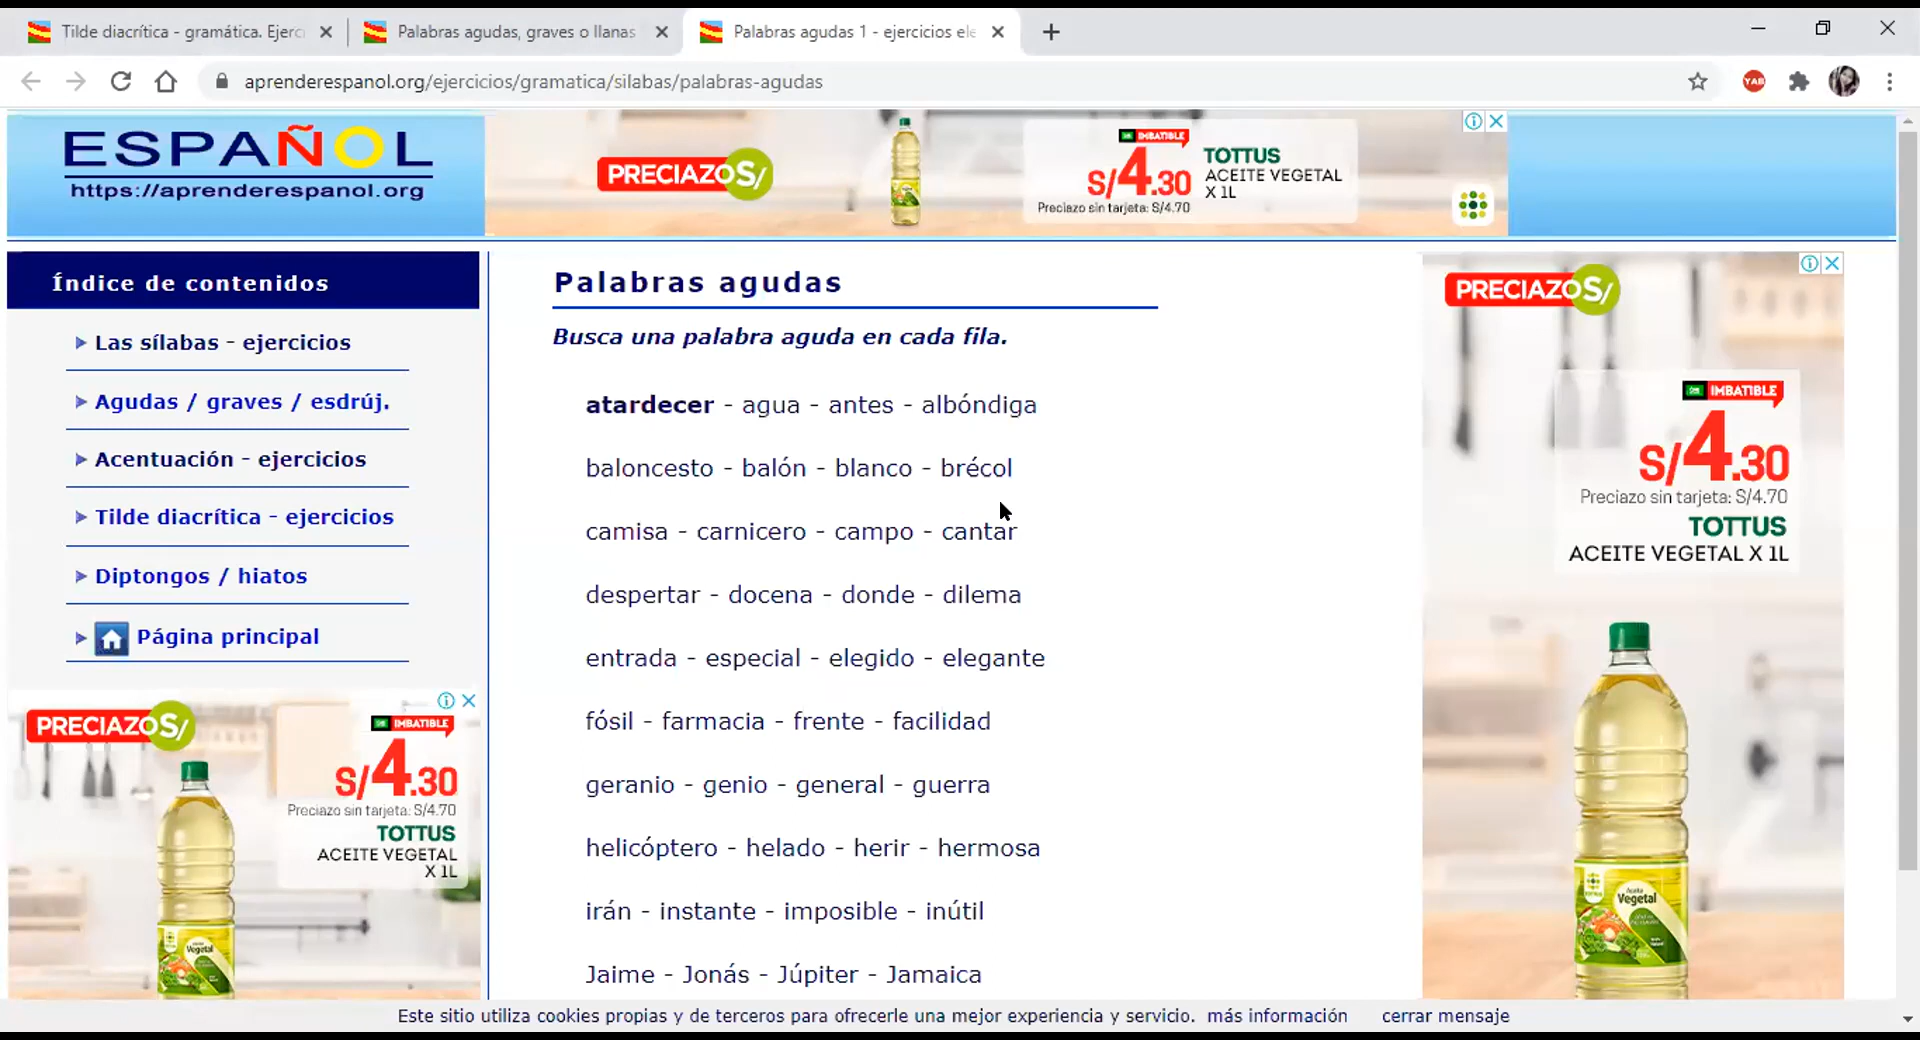 Tilde diacrítica - gramática. Ejerc
Palabras agudas, graves o llanas
Palabras agudas 1 - ejercicios ele
aprenderespanol.org/ejercicios/gramatica/silabas/palabras-agudas
YAB
ESPAÑOL
https://aprenderespanol.org
PRECIAZO S/
IMBATIBLE
S/4.30
Preciazo sin tarjeta: S/4.70
TOTTUS
ACEITE VEGETAL
X 1L
Índice de contenidos
Las sílabas - ejercicios
Agudas / graves / esdrúj.
Acentuación - ejercicios
Tilde diacrítica - ejercicios
Diptongos / hiatos
Página principal
PRECIAZO S/
IMBATIBLE
S/4.30
Preciazo sin tarjeta: S/4.70
TOTTUS
ACEITE VEGETAL
X 1L
Vegetal
Palabras agudas
Busca una palabra aguda en cada fila.
atardecer - agua - antes - albóndiga
baloncesto - balón - blanco - brécol
camisa - carnicero - campo - cantar
despertar - docena - donde - dilema
entrada - especial - elegido - elegante
fósil - farmacia - frente - facilidad
geranio - genio - general - guerra
helicóptero - helado - herir - hermosa
irán - instante - imposible - inútil
Jaime - Jonás - Júpiter - Jamaica
PRECIAZO S/
IMBATIBLE
S/4.30
Preciazo sin tarjeta: S/4.70
TOTTUS
ACEITE VEGETAL X 1L
Aceite
Vegetal
Este sitio utiliza cookies propias y de terceros para ofrecerle una mejor experiencia y servicio. más información cerrar mensaje